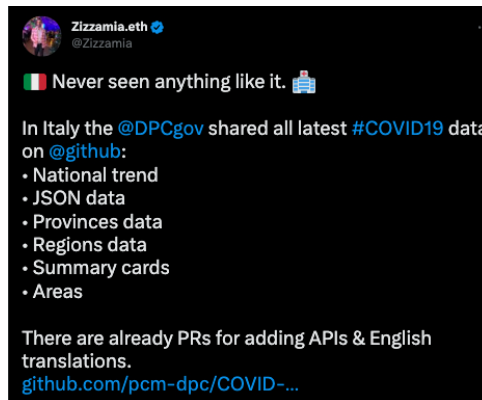 Zizzamia.eth
@Zizzamia
🇮🇹 Never seen anything like it. 🏥
In Italy the @DPCgov shared all latest #COVID19 data
on @github:
• National trend
• JSON data
• Provinces data
• Regions data
• Summary cards
• Areas
There are already PRs for adding APIs & English
translations.
github.com/pcm-dpc/COVID-...